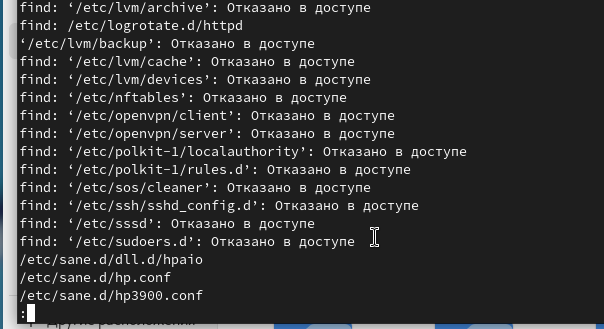 find: ‘/etc/lvm/archive’: Отказано в доступе
find: /etc/logrotate.d/httpd
‘/etc/lvm/backup’: Отказано в доступе
find: ‘/etc/lvm/cache’: Отказано в доступе
find: ‘/etc/lvm/devices’: Отказано в доступе
find: ‘/etc/nftables’: Отказано в доступе
find: ‘/etc/openvpn/client’: Отказано в доступе
find: ‘/etc/openvpn/server’: Отказано в доступе
find: ‘/etc/polkit-1/localauthority’: Отказано в доступе
find: ‘/etc/polkit-1/rules.d’: Отказано в доступе
find: ‘/etc/sos/cleaner’: Отказано в доступе
find: ‘/etc/ssh/sshd_config.d’: Отказано в доступе
find: ‘/etc/sssd’: Отказано в доступе
find: ‘/etc/sudoers.d’: Отказано в доступе
/etc/sane.d/dll.d/hpaio
/etc/sane.d/hp.conf
/etc/sane.d/hp3900.conf
: